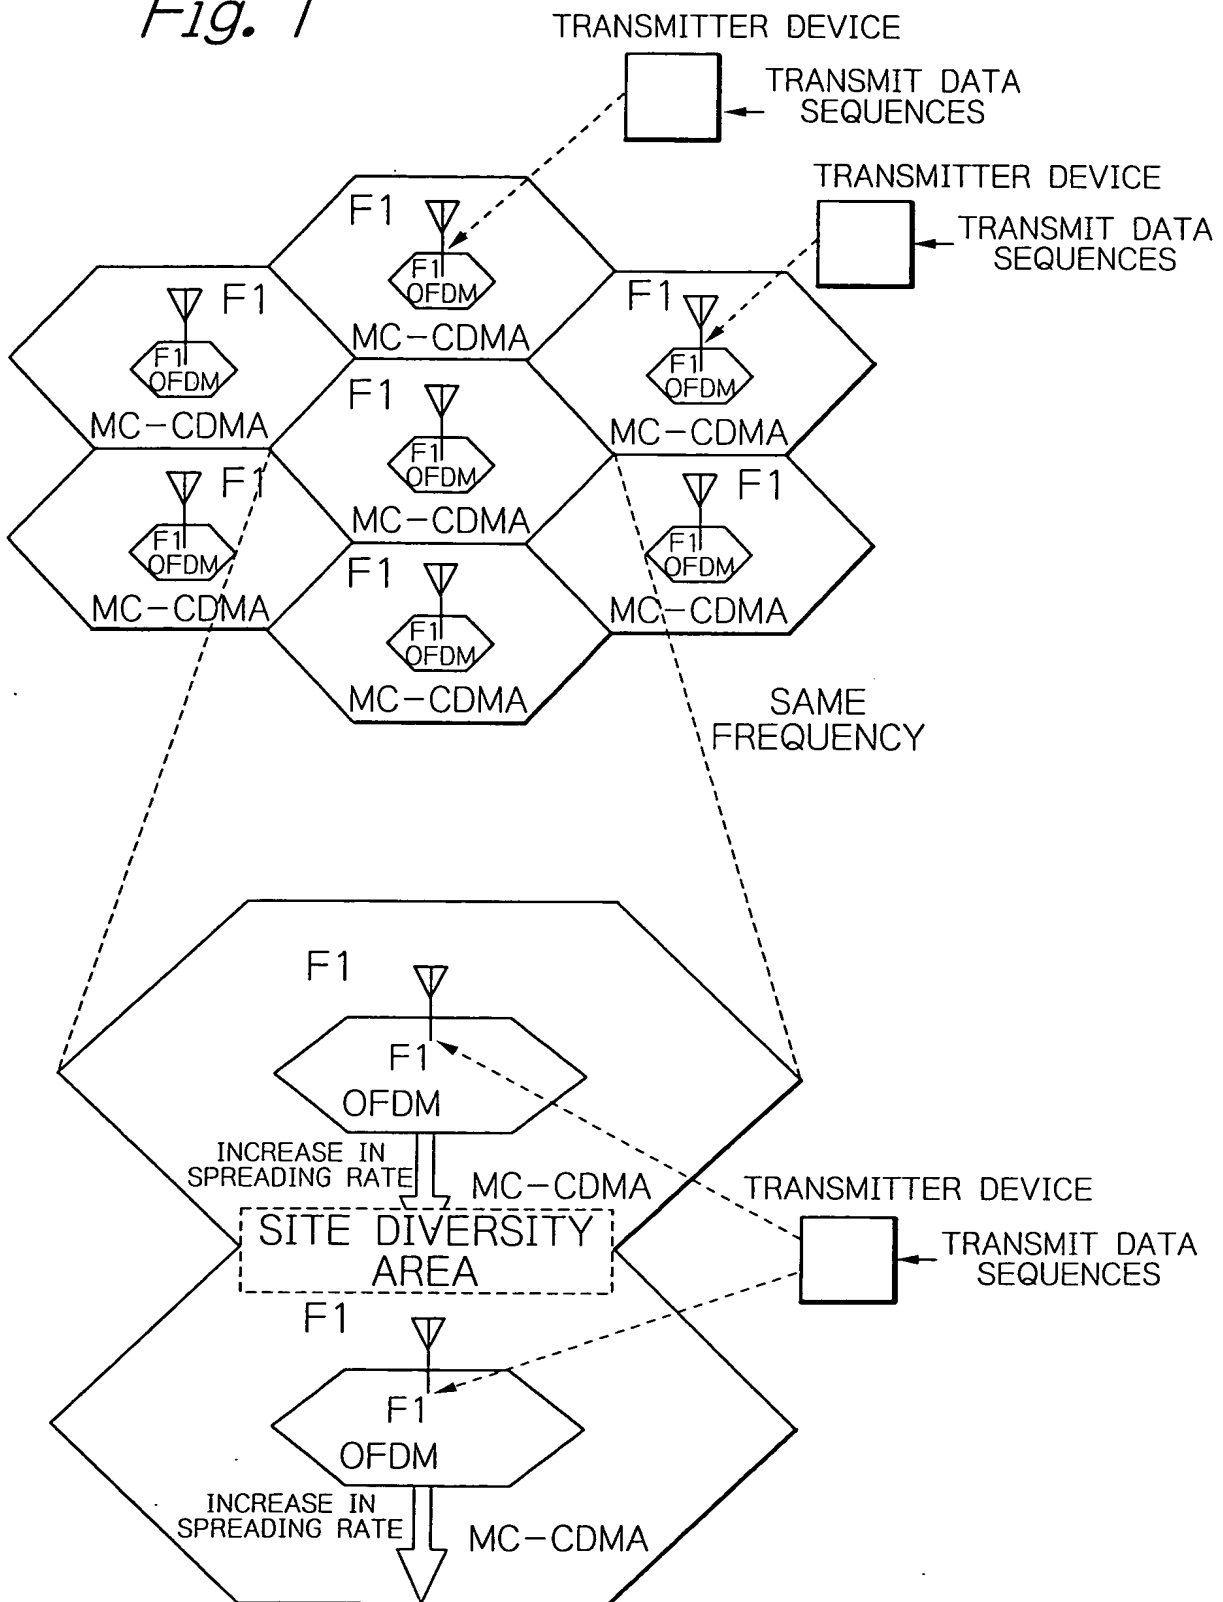 Fig. 1
TRANSMITTER DEVICE
TRANSMIT DATA
SEQUENCES
TRANSMITTER DEVICE
TRANSMIT DATA
SEQUENCES
F1
F1
OFDM
MC-CDMA
F1
F1
OFDM
MC-CDMA
F1
F1
OFDM
MC-CDMA
F1
F1
OFDM
MC-CDMA
F1
F1
OFDM
MC-CDMA
F1
F1
OFDM
MC-CDMA
F1
F1
OFDM
MC-CDMA
SAME
FREQUENCY
F1
F1
OFDM
INCREASE IN
SPREADING RATE
MC-CDMA
TRANSMITTER DEVICE
TRANSMIT DATA
SEQUENCES
SITE DIVERSITY
AREA
F1
F1
OFDM
INCREASE IN
SPREADING RATE
MC-CDMA